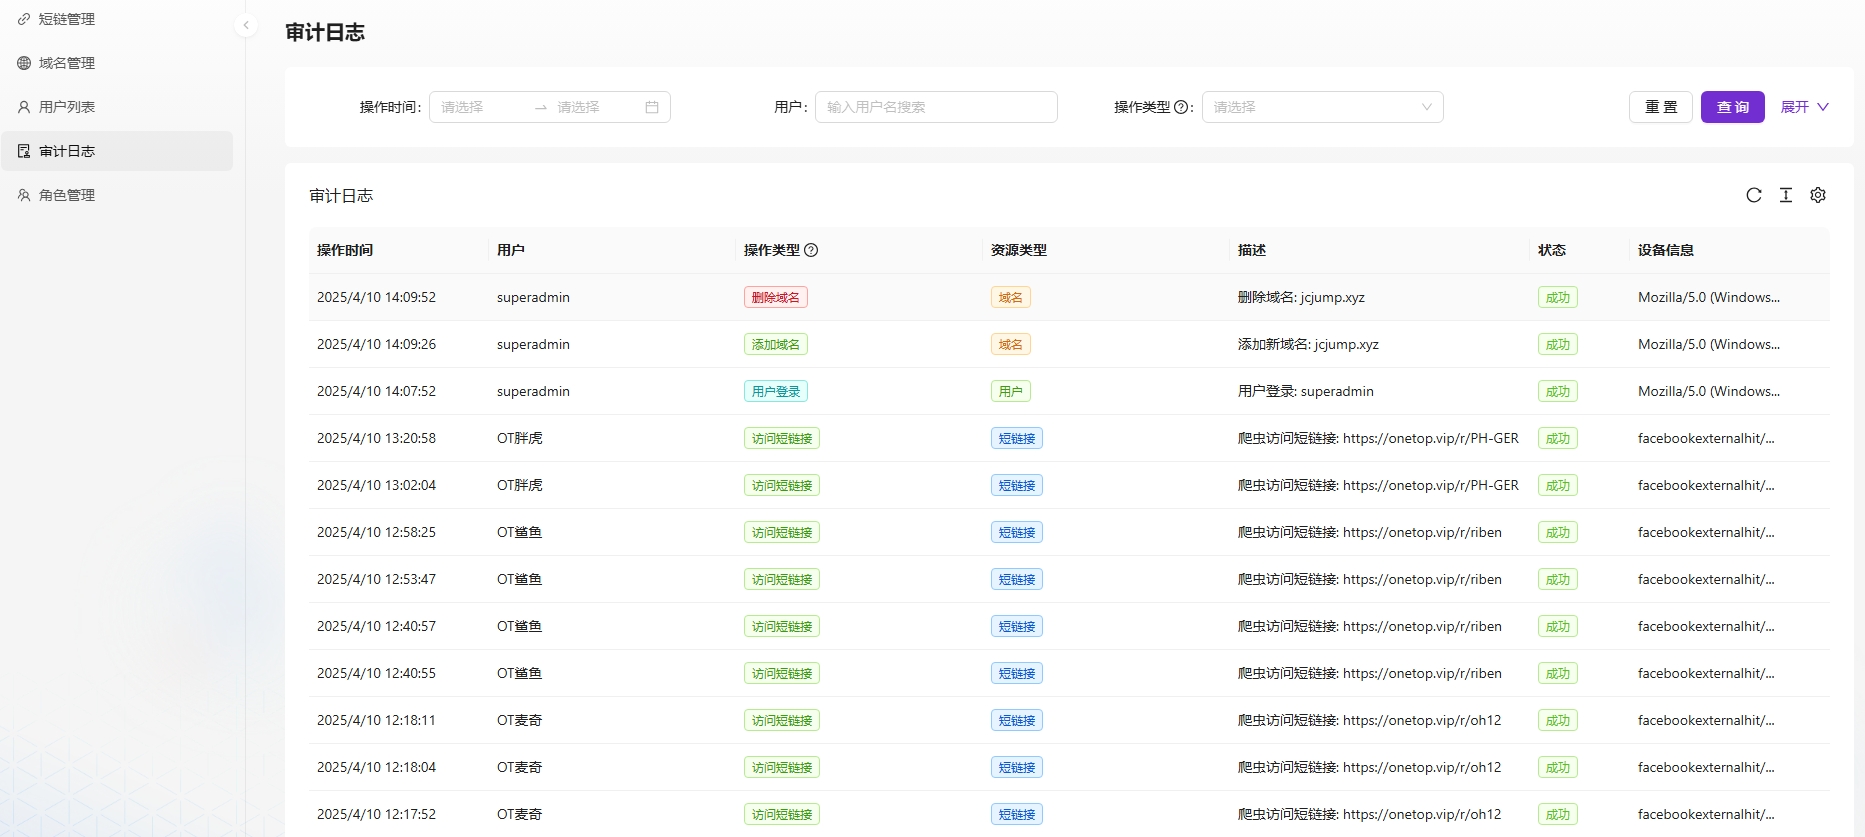 短链管理
域名管理
用户列表
审计日志
角色管理
审计日志
操作时间: 请选择 请选择 用户: 输入用户名搜索 操作类型 : 请选择 重置 查询 展开
审计日志
操作时间 用户 操作类型 资源类型 描述 状态 设备信息
2025/4/10 14:09:52 superadmin 删除域名 域名 删除域名: jcjump.xyz 成功 Mozilla/5.0 (Windows...
2025/4/10 14:09:26 superadmin 添加域名 域名 添加新域名: jcjump.xyz 成功 Mozilla/5.0 (Windows...
2025/4/10 14:07:52 superadmin 用户登录 用户 用户登录: superadmin 成功 Mozilla/5.0 (Windows...
2025/4/10 13:20:58 OT胖虎 访问短链接 短链接 爬虫访问短链接: https://onetop.vip/r/PH-GER 成功 facebookexternalhit/...
2025/4/10 13:02:04 OT胖虎 访问短链接 短链接 爬虫访问短链接: https://onetop.vip/r/PH-GER 成功 facebookexternalhit/...
2025/4/10 12:58:25 OT鲨鱼 访问短链接 短链接 爬虫访问短链接: https://onetop.vip/r/riben 成功 facebookexternalhit/...
2025/4/10 12:53:47 OT鲨鱼 访问短链接 短链接 爬虫访问短链接: https://onetop.vip/r/riben 成功 facebookexternalhit/...
2025/4/10 12:40:57 OT鲨鱼 访问短链接 短链接 爬虫访问短链接: https://onetop.vip/r/riben 成功 facebookexternalhit/...
2025/4/10 12:40:55 OT鲨鱼 访问短链接 短链接 爬虫访问短链接: https://onetop.vip/r/riben 成功 facebookexternalhit/...
2025/4/10 12:18:11 OT麦奇 访问短链接 短链接 爬虫访问短链接: https://onetop.vip/r/oh12 成功 facebookexternalhit/...
2025/4/10 12:18:04 OT麦奇 访问短链接 短链接 爬虫访问短链接: https://onetop.vip/r/oh12 成功 facebookexternalhit/...
2025/4/10 12:17:52 OT麦奇 访问短链接 短链接 爬虫访问短链接: https://onetop.vip/r/oh12 成功 facebookexternalhit/...